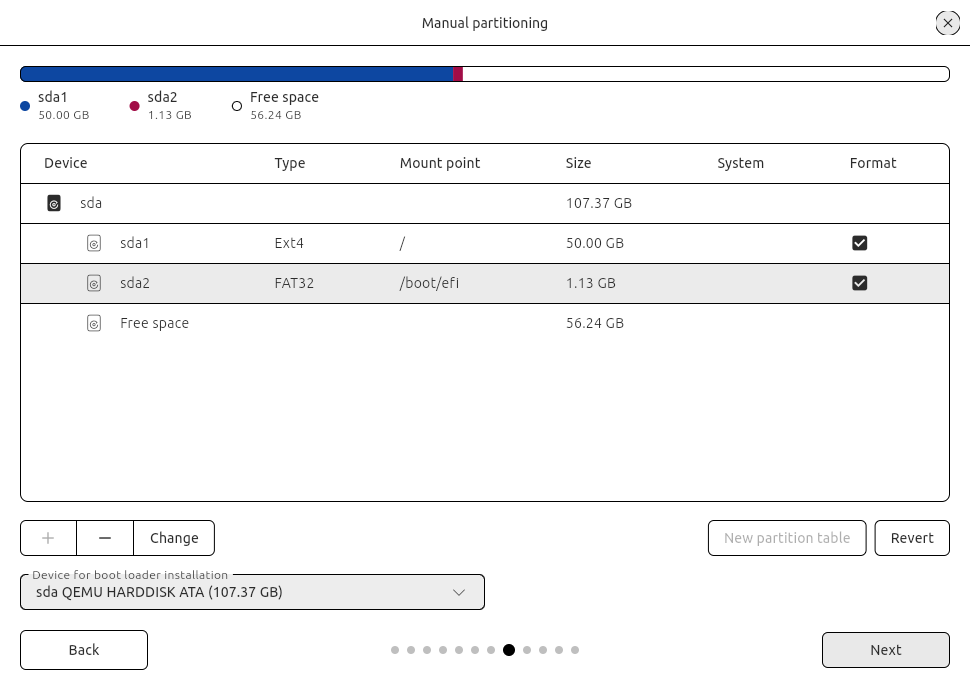 Manual partitioning
sda1
50.00 GB
sda2
1.13 GB
Free space
56.24 GB
Device Type Mount point Size System Format
sda 107.37 GB
sda1 Ext4 / 50.00 GB
sda2 FAT32 /boot/efi 1.13 GB
Free space 56.24 GB
+ − Change New partition table Revert
Device for boot loader installation
sda QEMU HARDDISK ATA (107.37 GB)
Back Next